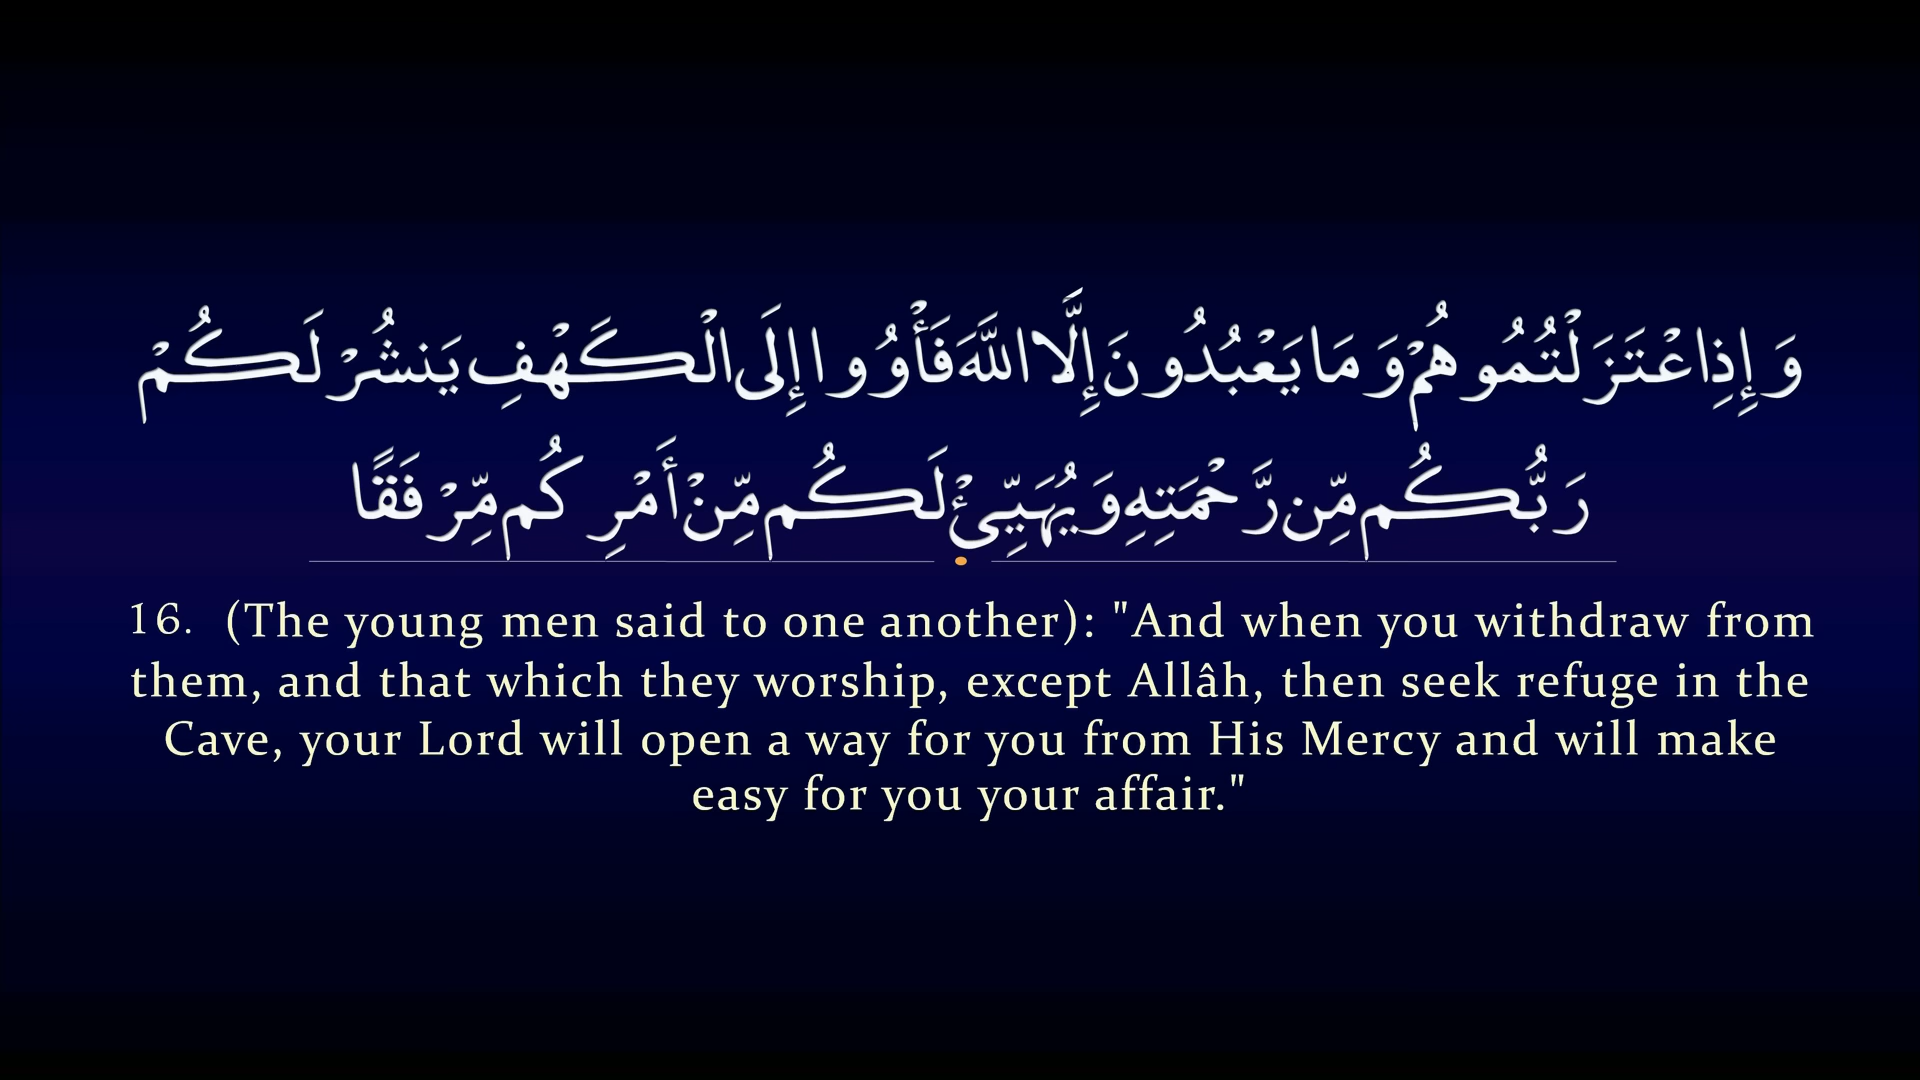 وَإِذِ اعْتَزَلْتُمُوهُمْ وَمَا يَعْبُدُونَ إِلَّا اللَّهَ فَأْوُوا إِلَى الْكَهْفِ يَنشُرْ لَكُمْ
رَبُّكُم مِّن رَّحْمَتِهِ وَيُهَيِّئْ لَكُم مِّنْ أَمْرِكُم مِّرْفَقًا
16. (The young men said to one another): "And when you withdraw from
them, and that which they worship, except Allâh, then seek refuge in the
Cave, your Lord will open a way for you from His Mercy and will make
easy for you your affair."